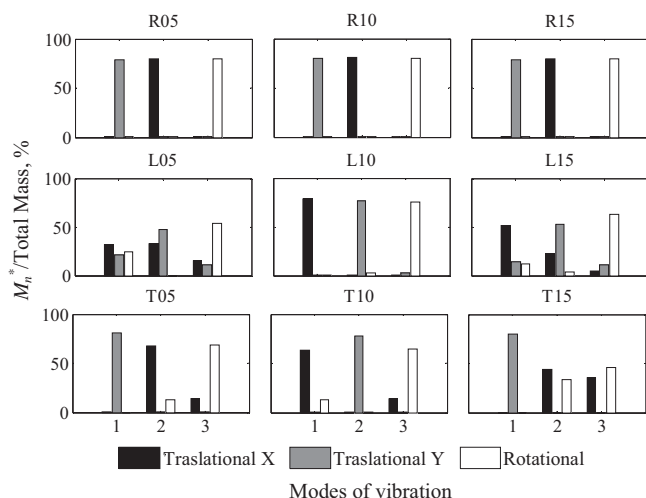 R05 R10 R15
100
50
0
L05 L10 L15
100
50
0
T05 T10 T15
100
50
0
1 2 3 1 2 3 1 2 3
M_n*/Total Mass, %
Traslational X Traslational Y Rotational
Modes of vibration